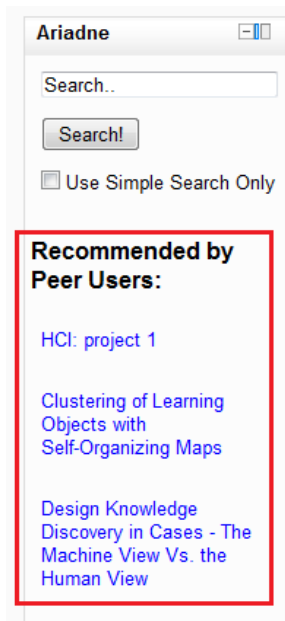 Ariadne
Search..
Search!
Use Simple Search Only
Recommended by
Peer Users:
HCI: project 1
Clustering of Learning
Objects with
Self-Organizing Maps
Design Knowledge
Discovery in Cases - The
Machine View Vs. the
Human View